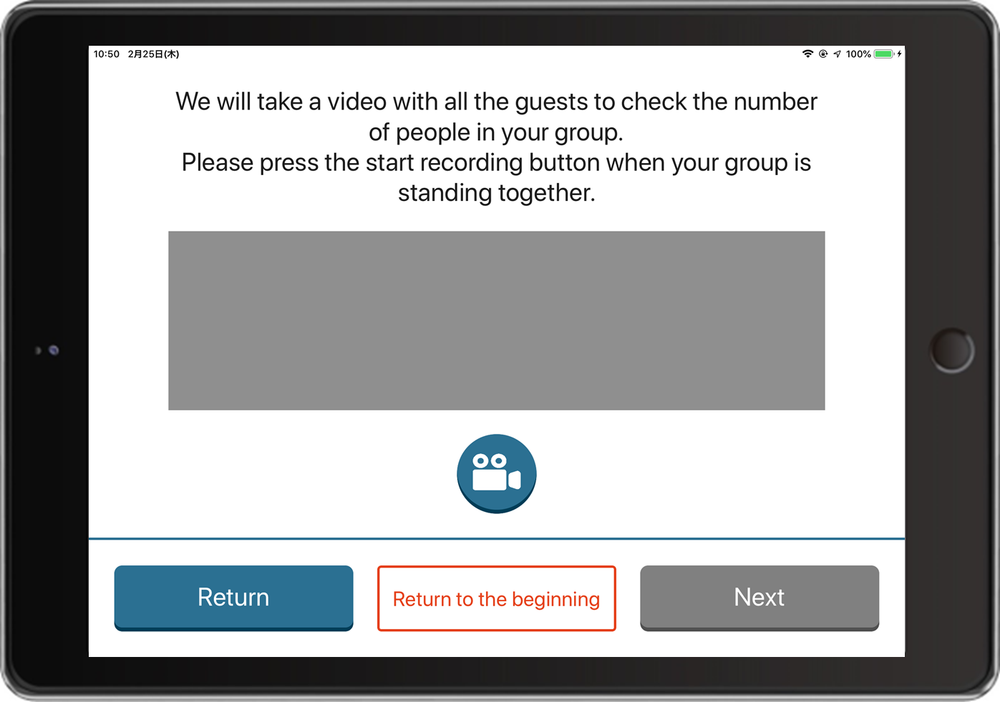 10:50 2月25日(木) 100%
We will take a video with all the guests to check the number
of people in your group.
Please press the start recording button when your group is
standing together.
Return
Return to the beginning
Next